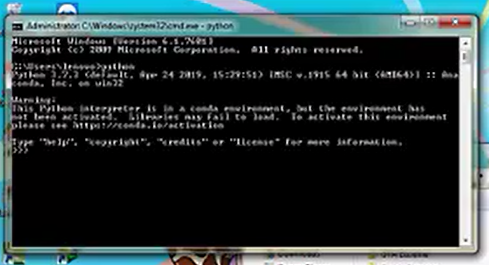 Administrator: C:\Windows\system32\cmd.exe - python
Microsoft Windows [Version 6.1.7601]
Copyright (c) 2009 Microsoft Corporation.  All rights reserved.
C:\Users\lenovo>python
Python 3.7.3 (default, Apr 24 2019, 15:29:51) [MSC v.1915 64 bit (AMD64)] :: Ana
conda, Inc. on win32
Warning:
This Python interpreter is in a conda environment, but the environment has
not been activated.  Libraries may fail to load.  To activate this environment
please see https://conda.io/activation
Type "help", "copyright", "credits" or "license" for more information.
>>>